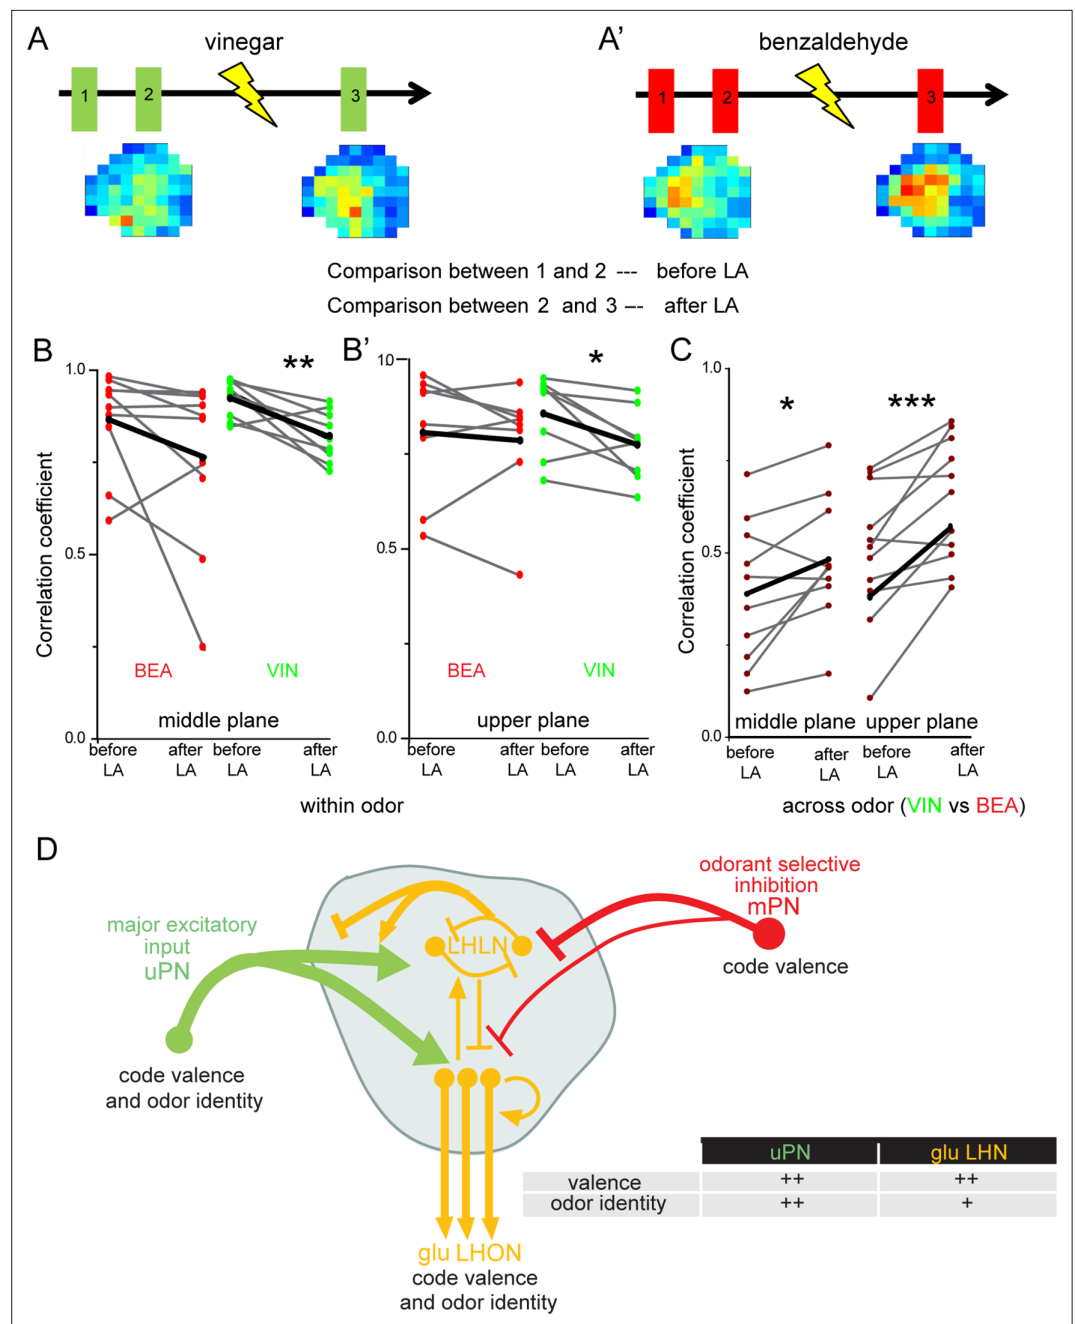 A
vinegar
1
2
3
A'
benzaldehyde
1
2
3
Comparison between 1 and 2 --- before LA
Comparison between 2 and 3 --- after LA
B
**
1.0
0.5
0.0
Correlation coefficient
BEA
VIN
middle plane
before LA
after LA
before LA
after LA
B'
*
10
0.5
0.0
BEA
VIN
upper plane
before LA
after LA
before LA
after LA
within odor
C
*
***
1.0
0.5
0.0
Correlation coefficient
middle plane
upper plane
before LA
after LA
before LA
after LA
across odor (VIN vs BEA)
D
major excitatory
input
uPN
code valence
and odor identity
LHLN
odorant selective
inhibition
mPN
code valence
glu LHON
code valence
and odor identity
uPN glu LHN
valence ++ ++
odor identity ++ +